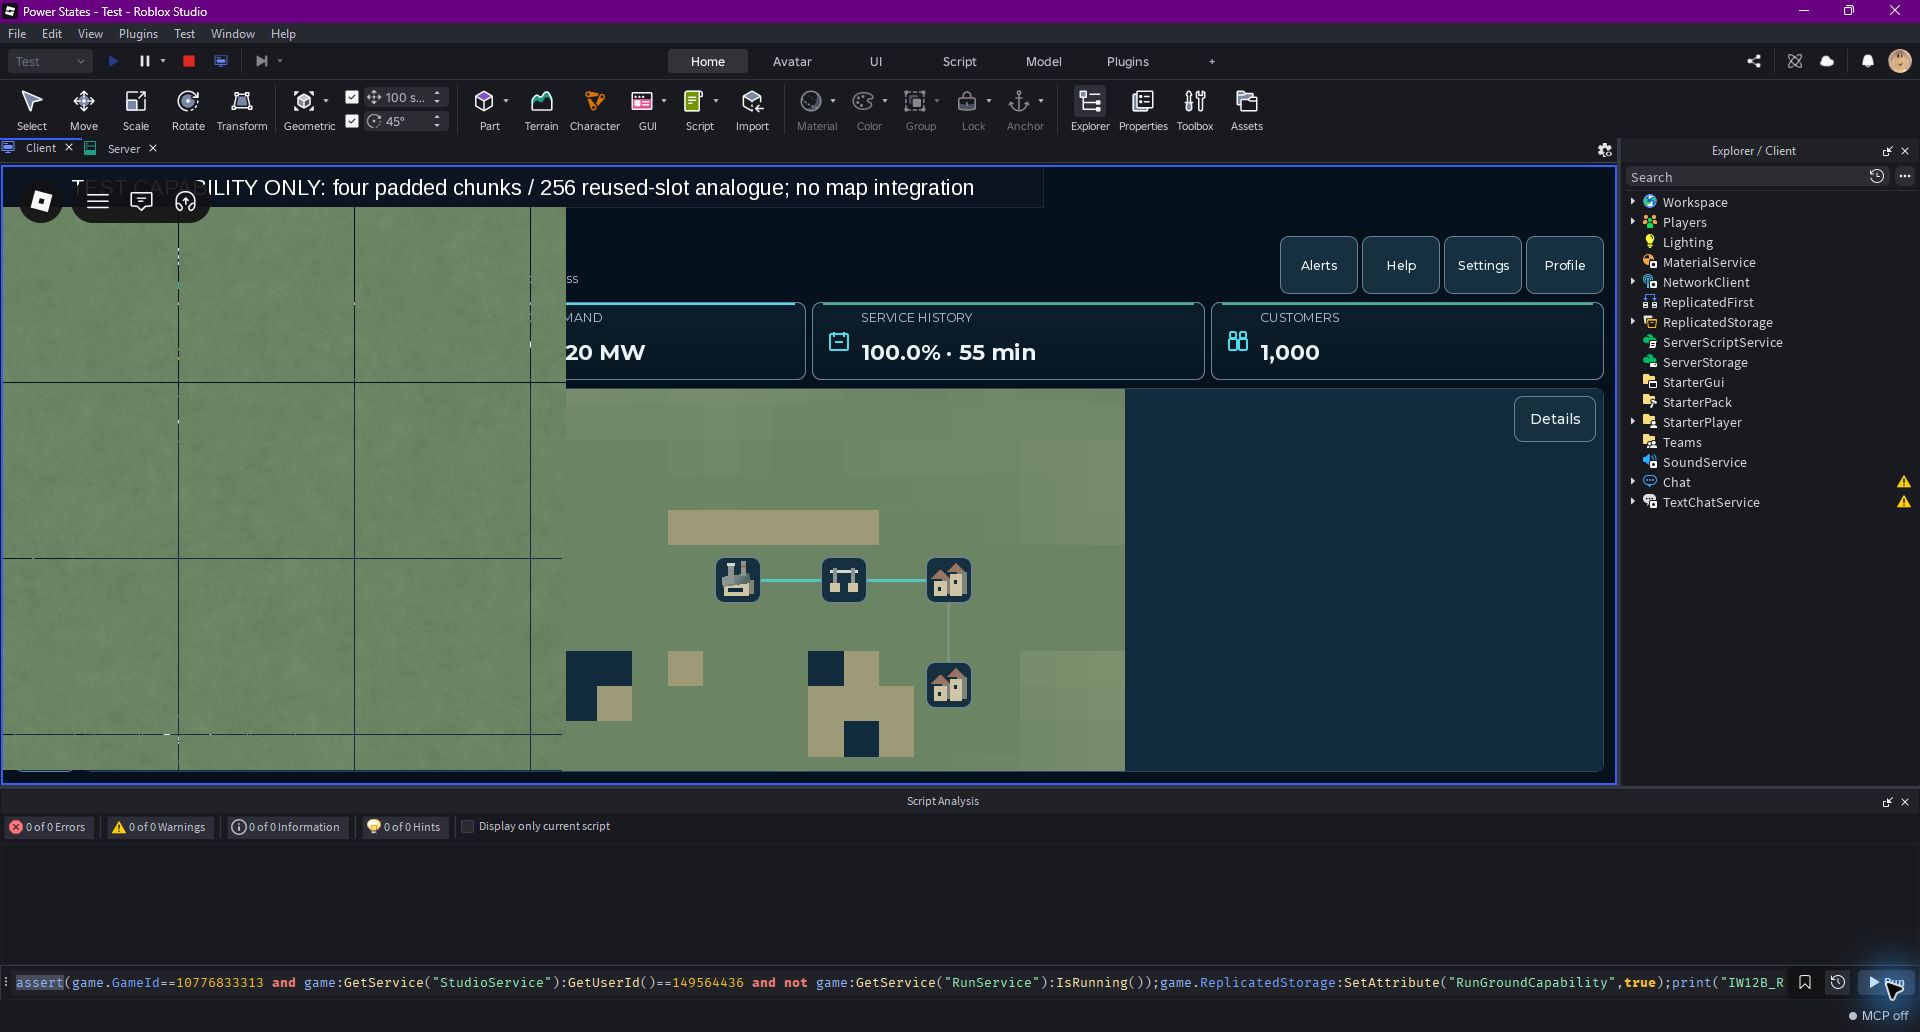 Power States - Test - Roblox Studio
File Edit View Plugins Test Window Help
Test
Home Avatar UI Script Model Plugins +
100 s...
45°
Select Move Scale Rotate Transform Geometric Part Terrain Character GUI Script Import Material Color Group Lock Anchor Explorer Properties Toolbox Assets
Client Server
Explorer / Client
TEST CAPABILITY ONLY: four padded chunks / 256 reused-slot analogue; no map integration
Search
Workspace
Players
Lighting
MaterialService
NetworkClient
ReplicatedFirst
ReplicatedStorage
ServerScriptService
ServerStorage
StarterGui
StarterPack
StarterPlayer
Teams
SoundService
Chat
TextChatService
Alerts Help Settings Profile
ss
MAND
20 MW
SERVICE HISTORY
100.0% · 55 min
CUSTOMERS
1,000
Details
Script Analysis
0 of 0 Errors 0 of 0 Warnings 0 of 0 Information 0 of 0 Hints Display only current script
assert(game.GameId==10776833313 and game:GetService("StudioService"):GetUserId()==149564436 and not game:GetService("RunService"):IsRunning());game.ReplicatedStorage:SetAttribute("RunGroundCapability",true);print("IW12B_R
Run
MCP off